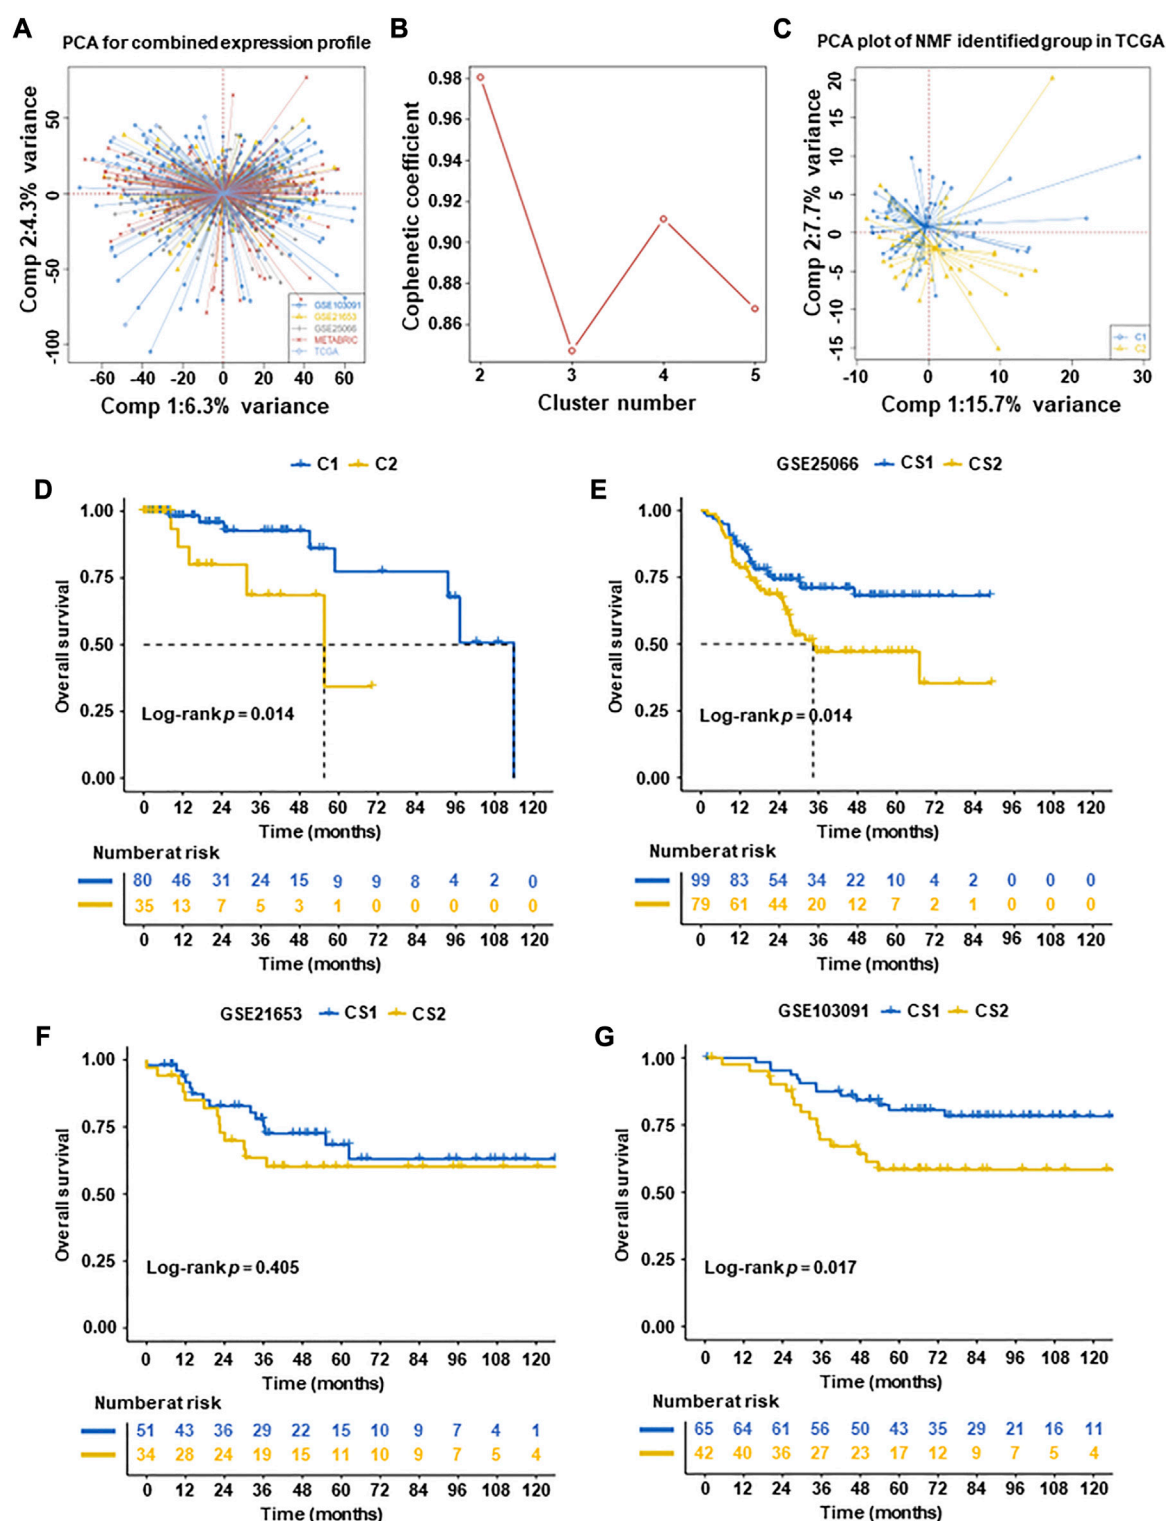 A
PCA for combined expression profile
Comp 2:4.3% variance
50
0
-50
-100
GSE103091
GSE21653
GSE25066
METABRIC
TCGA
-60 -40 -20 0 20 40 60
Comp 1:6.3% variance
B
Cophenetic coefficient
0.98
0.96
0.94
0.92
0.90
0.88
0.86
2 3 4 5
Cluster number
C
PCA plot of NMF identified group in TCGA
Comp 2:7.7% variance
20
15
10
5
0
-5
-10
-15
C1
C2
-10 0 10 20 30
Comp 1:15.7% variance
D
C1 C2
Overall survival
1.00
0.75
0.50
0.25
0.00
Log-rank p = 0.014
0 12 24 36 48 60 72 84 96 108 120
Time (months)
Number at risk
80 46 31 24 15 9 9 8 4 2 0
35 13 7 5 3 1 0 0 0 0 0
0 12 24 36 48 60 72 84 96 108 120
Time (months)
E
GSE25066 CS1 CS2
Overall survival
1.00
0.75
0.50
0.25
0.00
Log-rank p = 0.014
0 12 24 36 48 60 72 84 96 108 120
Time (months)
Number at risk
99 83 54 34 22 10 4 2 0 0 0
79 61 44 20 12 7 2 1 0 0 0
0 12 24 36 48 60 72 84 96 108 120
Time (months)
F
GSE21653 CS1 CS2
Overall survival
1.00
0.75
0.50
0.25
0.00
Log-rank p = 0.405
0 12 24 36 48 60 72 84 96 108 120
Time (months)
Number at risk
51 43 36 29 22 15 10 9 7 4 1
34 28 24 19 15 11 10 9 7 5 4
0 12 24 36 48 60 72 84 96 108 120
Time (months)
G
GSE103091 CS1 CS2
Overall survival
1.00
0.75
0.50
0.25
0.00
Log-rank p = 0.017
0 12 24 36 48 60 72 84 96 108 120
Time (months)
Number at risk
65 64 61 56 50 43 35 29 21 16 11
42 40 36 27 23 17 12 9 7 5 4
0 12 24 36 48 60 72 84 96 108 120
Time (months)